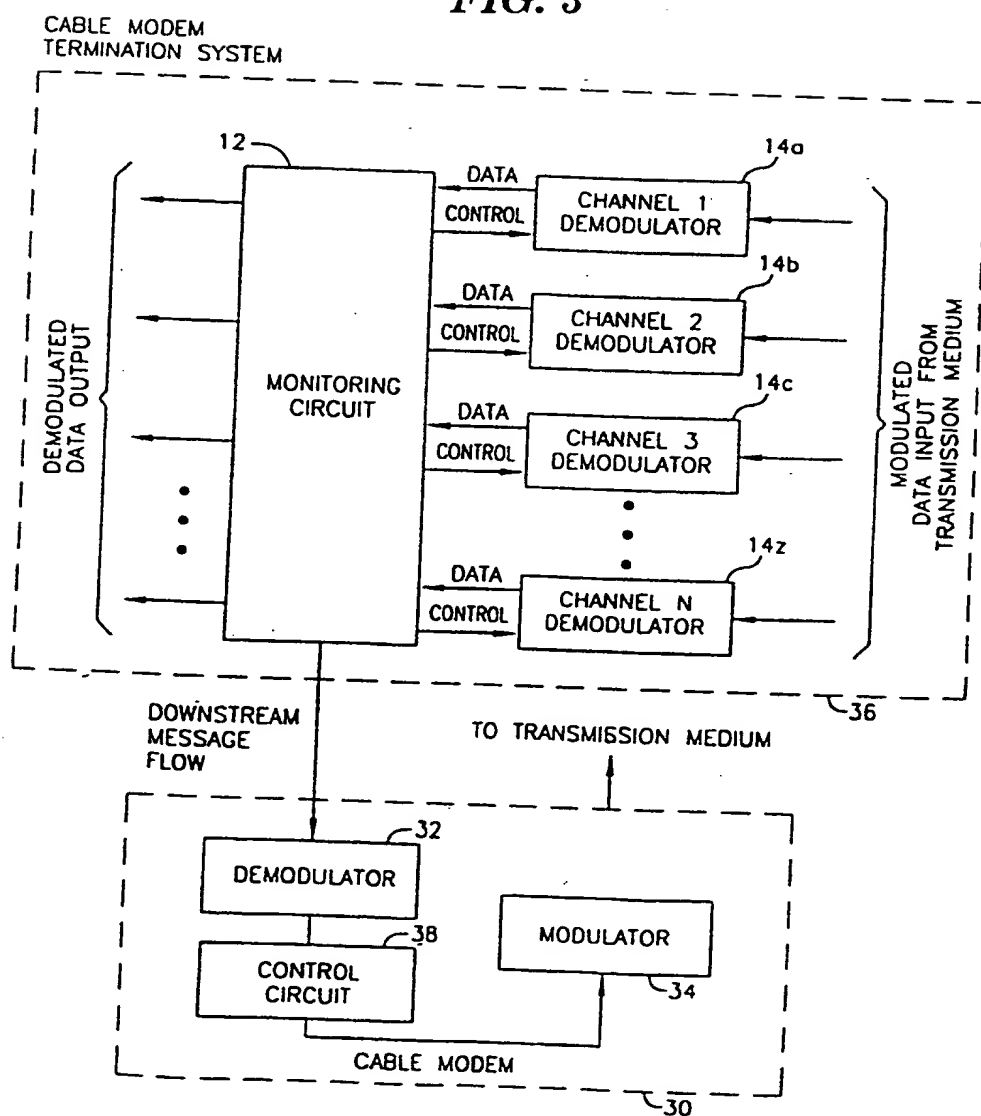 FIG. 3
CABLE MODEM
TERMINATION SYSTEM
12
14a
DATA
CONTROL
CHANNEL 1
DEMODULATOR
14b
DATA
CONTROL
CHANNEL 2
DEMODULATOR
MONITORING
CIRCUIT
14c
DATA
CONTROL
CHANNEL 3
DEMODULATOR
14z
DATA
CONTROL
CHANNEL N
DEMODULATOR
DEMODULATED
DATA OUTPUT
MODULATED
DATA INPUT FROM
TRANSMISSION MEDIUM
36
DOWNSTREAM
MESSAGE
FLOW
TO TRANSMISSION MEDIUM
32
DEMODULATOR
38
CONTROL
CIRCUIT
MODULATOR
34
CABLE MODEM
30